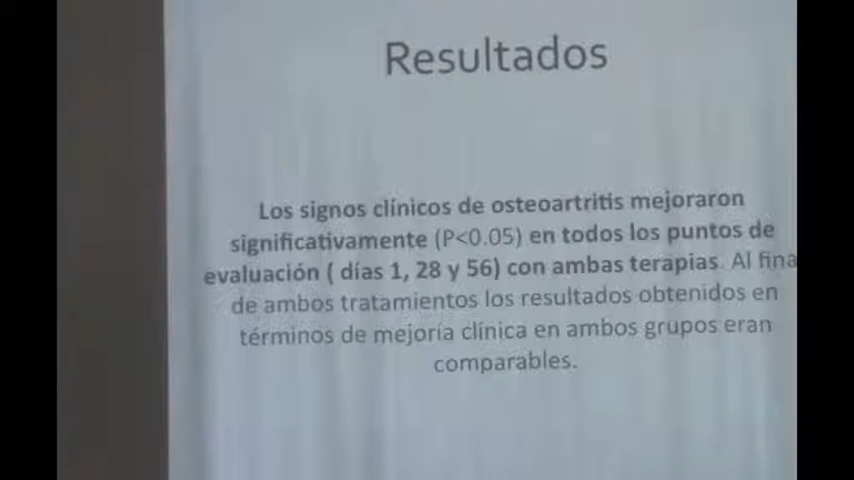 Resultados
Los signos clínicos de osteoartritis mejoraron
significativamente (P<0.05) en todos los puntos de
evaluación ( días 1, 28 y 56) con ambas terapias. Al fina
de ambos tratamientos los resultados obtenidos en
términos de mejoría clínica en ambos grupos eran
comparables.